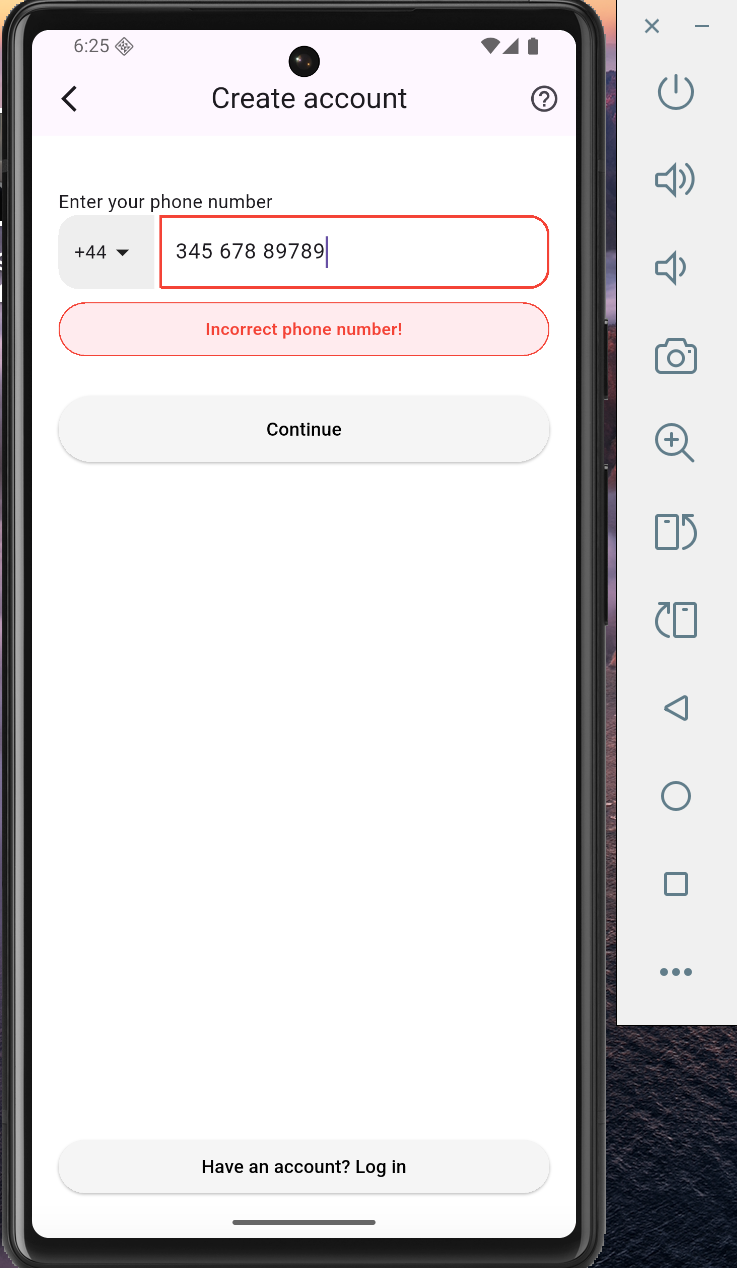 6:25
Create account
Enter your phone number
+44
345 678 89789
Incorrect phone number!
Continue
Have an account? Log in